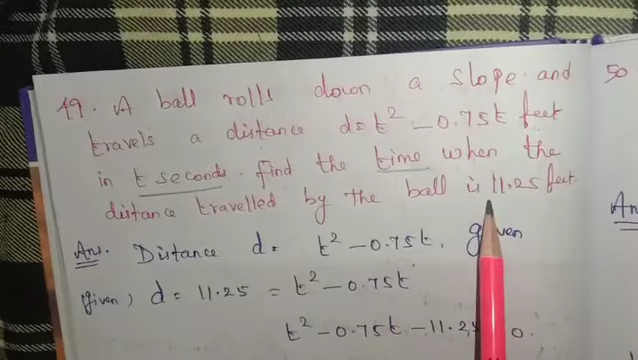 49. A ball rolls down a slope and
travels a distance d=t² - 0.75t feet
in t seconds. find the time when the
distance travelled by the ball is 11.25 feet.
Ans. Distance d = t² - 0.75t. given
given, d = 11.25 = t² - 0.75t
t² - 0.75t - 11.2 0.
50
An